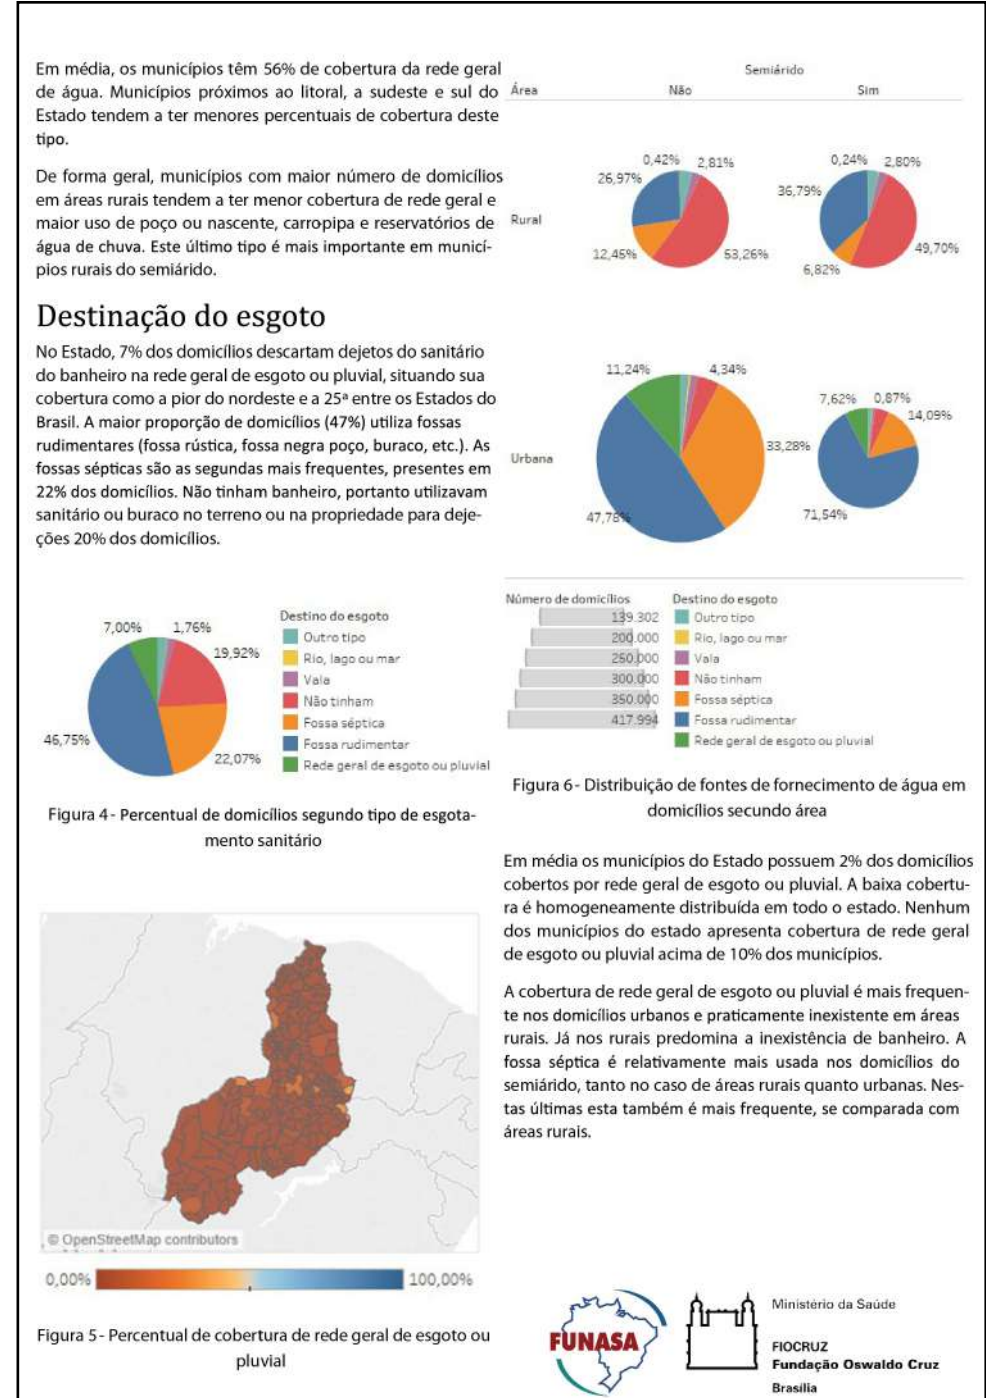 Em média, os municípios têm 56% de cobertura da rede geral
de água. Municípios próximos ao litoral, a sudeste e sul do
Estado tendem a ter menores percentuais de cobertura deste
tipo.
De forma geral, municípios com maior número de domicílios
em áreas rurais tendem a ter menor cobertura de rede geral e
maior uso de poço ou nascente, carro-pipa e reservatórios de
água de chuva. Este último tipo é mais importante em municí-
pios rurais do semiárido.
Destinação do esgoto
No Estado, 7% dos domicílios descartam dejetos do sanitário
do banheiro na rede geral de esgoto ou pluvial, situando sua
cobertura como a pior do nordeste e a 25ª entre os Estados do
Brasil. A maior proporção de domicílios (47%) utiliza fossas
rudimentares (fossa rústica, fossa negra poço, buraco, etc.). As
fossas sépticas são as segundas mais frequentes, presentes em
22% dos domicílios. Não tinham banheiro, portanto utilizavam
sanitário ou buraco no terreno ou na propriedade para deje-
ções 20% dos domicílios.
7,00% 1,76%
19,92%
46,75%
22,07%
Destino do esgoto
Outro tipo
Rio, lago ou mar
Vala
Não tinham
Fossa séptica
Fossa rudimentar
Rede geral de esgoto ou pluvial
Figura 4 - Percentual de domicílios segundo tipo de esgota-
mento sanitário
© OpenStreetMap contributors
0,00% 100,00%
Figura 5 - Percentual de cobertura de rede geral de esgoto ou
pluvial
Semiárido
Área Não Sim
Rural
0,42% 2,81%
26,97%
12,45% 53,26%
0,24% 2,80%
36,79%
49,70%
6,82%
Urbana
11,24% 4,34%
33,28%
47,78%
7,62% 0,87%
14,09%
71,54%
Número de domicílios
139.302
200.000
250.000
300.000
350.000
417.994
Destino do esgoto
Outro tipo
Rio, lago ou mar
Vala
Não tinham
Fossa séptica
Fossa rudimentar
Rede geral de esgoto ou pluvial
Figura 6 - Distribuição de fontes de fornecimento de água em
domicílios secundo área
Em média os municípios do Estado possuem 2% dos domicílios
cobertos por rede geral de esgoto ou pluvial. A baixa cobertu-
ra é homogeneamente distribuída em todo o estado. Nenhum
dos municípios do estado apresenta cobertura de rede geral
de esgoto ou pluvial acima de 10% dos municípios.
A cobertura de rede geral de esgoto ou pluvial é mais frequen-
te nos domicílios urbanos e praticamente inexistente em áreas
rurais. Já nos rurais predomina a inexistência de banheiro. A
fossa séptica é relativamente mais usada nos domicílios do
semiárido, tanto no caso de áreas rurais quanto urbanas. Nes-
tas últimas esta também é mais frequente, se comparada com
áreas rurais.
FUNASA
Ministério da Saúde
FIOCRUZ
Fundação Oswaldo Cruz
Brasília